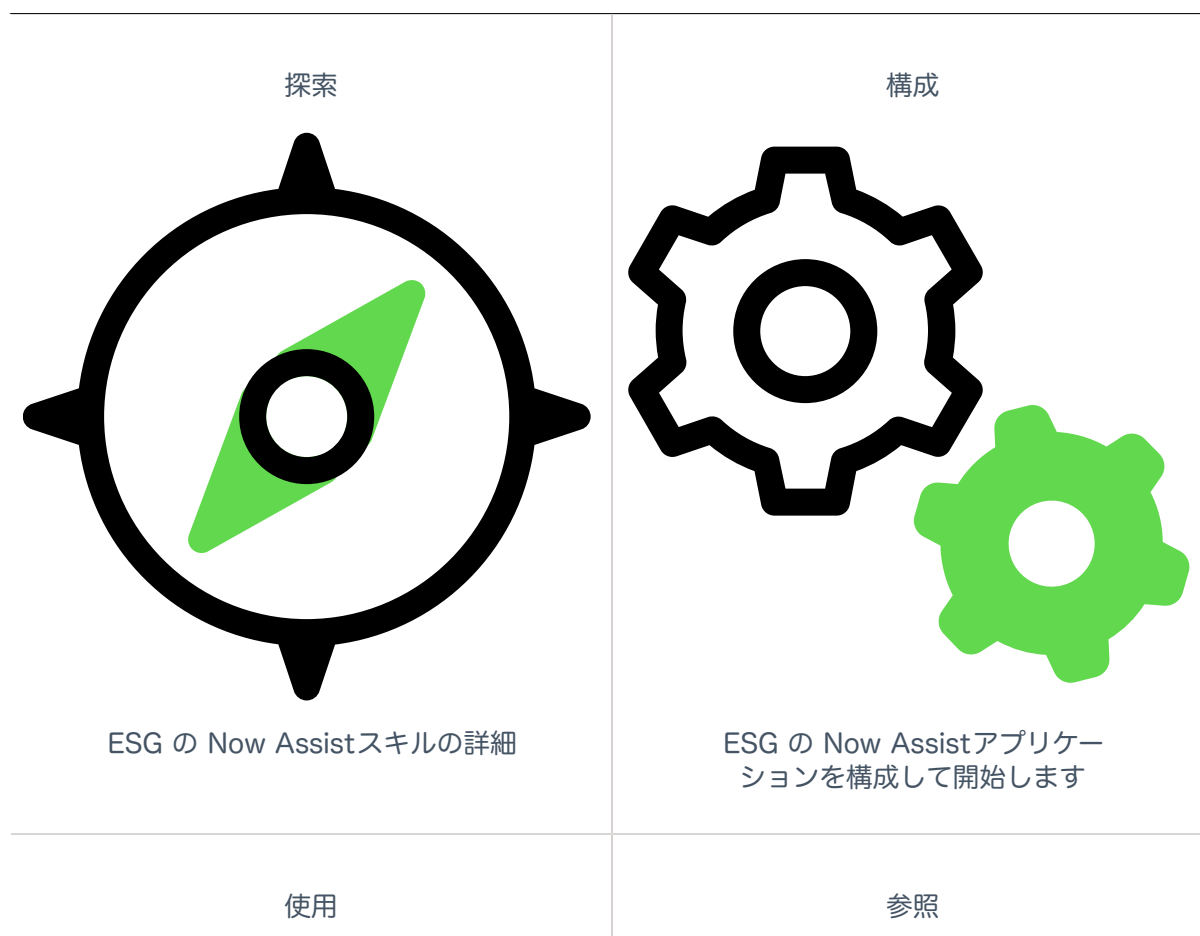 探索
構成
ESG の Now Assistスキルの詳細
ESG の Now Assistアプリケー
ションを構成して開始します
使用
参照